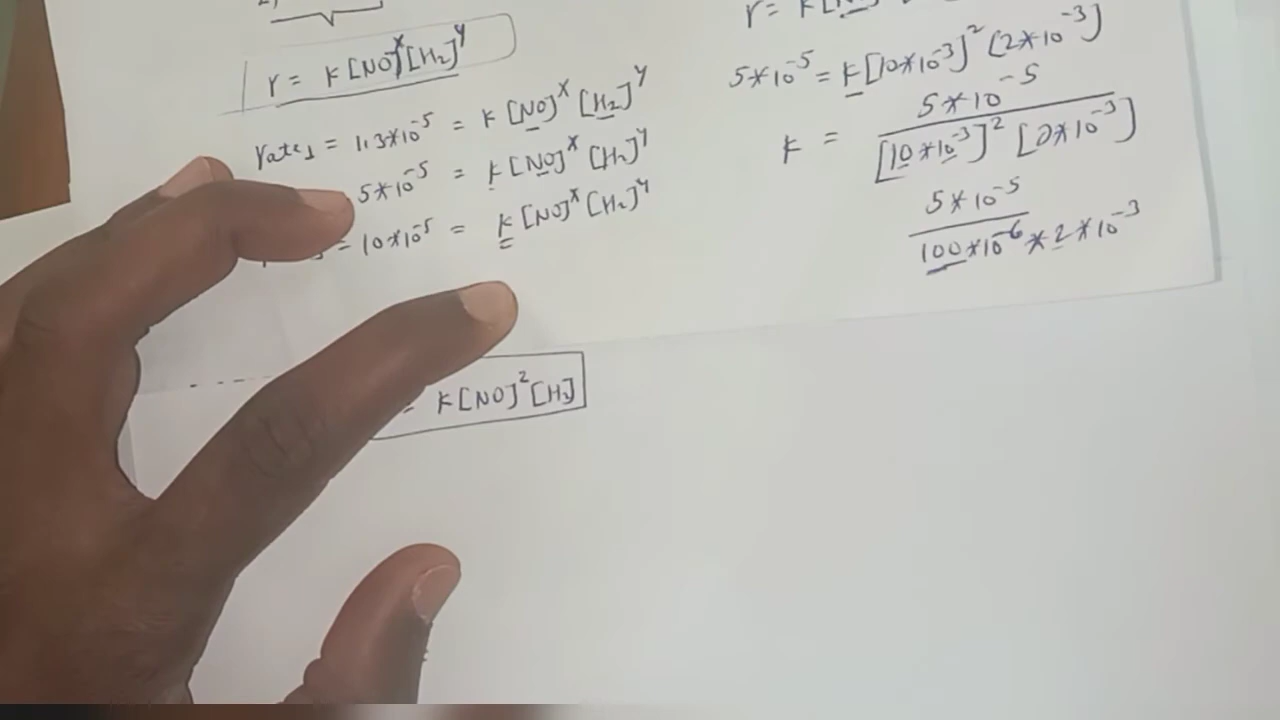 r = K[NO]^x[H₂]^y
rate₁ = 1.3*10^-5 = K[NO]^x[H₂]^y
5*10^-5 = K[NO]^x[H₂]^y
= 10*10^-5 = K[NO]^x[H₂]^y
= K[NO]^2[H₂]
r = K[
5*10^-5 = K[10*10^-3]^2 (2*10^-3)
K = 5*10^-5 / [10*10^-3]^2 [2*10^-3]
5*10^-5 / 100*10^-6 * 2*10^-3